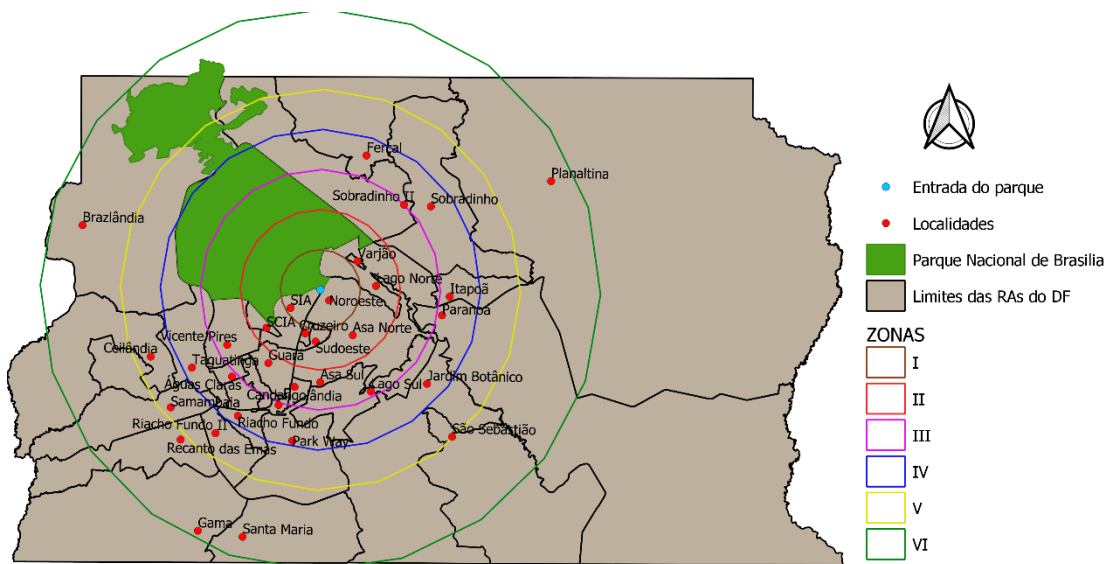 Fercal
Planaltina
Sobradinho II
Sobradinho
Brazlândia
Varjão
Lago Norte
Itapoã
SIA
Noroeste
Paranoá
SCIA
Cruzeiro
Asa Norte
Vicente Pires
Sudoeste
Ceilândia
Guará
Taguatinga
Asa Sul
Jardim Botânico
Águas Claras
Lago Sul
Candangolândia
Samambaia
Riacho Fundo
Riacho Fundo II
São Sebastião
Park Way
Recanto das Emas
Gama
Santa Maria
Entrada do parque
Localidades
Parque Nacional de Brasilia
Limites das RAs do DF
ZONAS
I
II
III
IV
V
VI